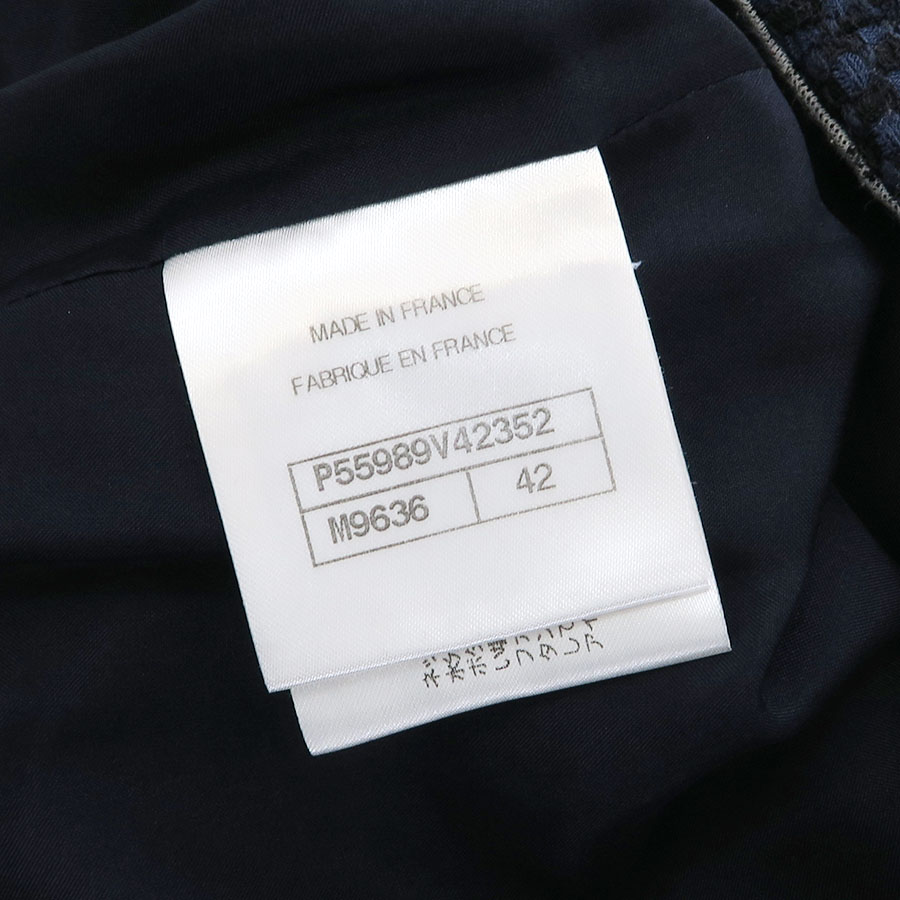 MADE IN FRANCE
FABRIQUE EN FRANCE
P55989V42352
M9636 42